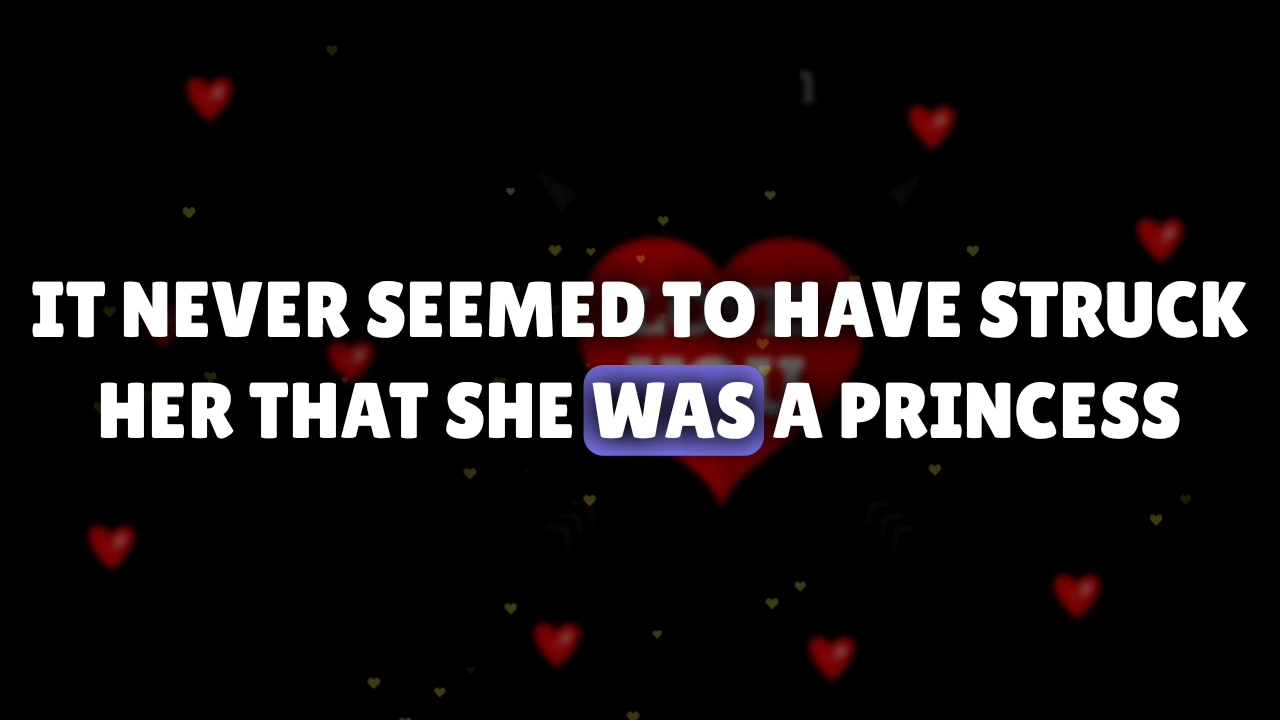 IT NEVER SEEMED TO HAVE STRUCK
HER THAT SHE WAS A PRINCESS